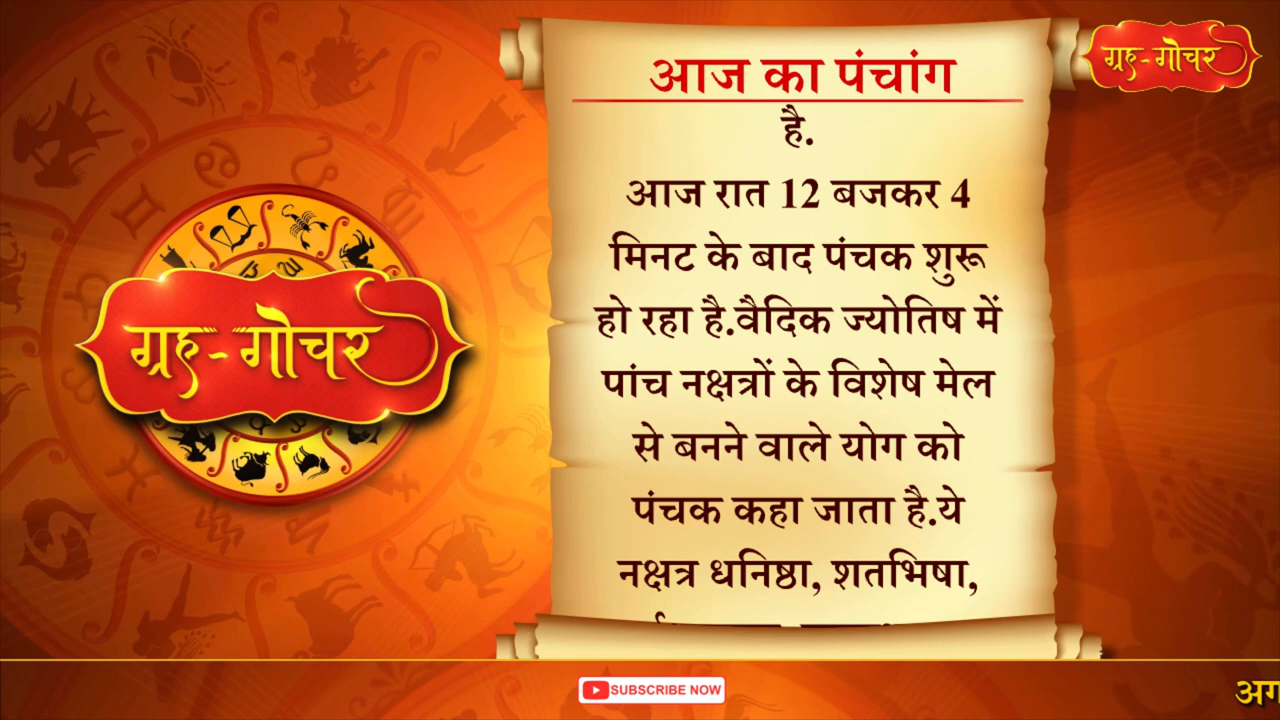 आज का पंचांग
है.
आज रात 12 बजकर 4
मिनट के बाद पंचक शुरू
हो रहा है.वैदिक ज्योतिष में
पांच नक्षत्रों के विशेष मेल
से बनने वाले योग को
पंचक कहा जाता है.ये
नक्षत्र धनिष्ठा, शतभिषा,
ग्रह-गोचर
ग्रह-गोचर
SUBSCRIBE NOW